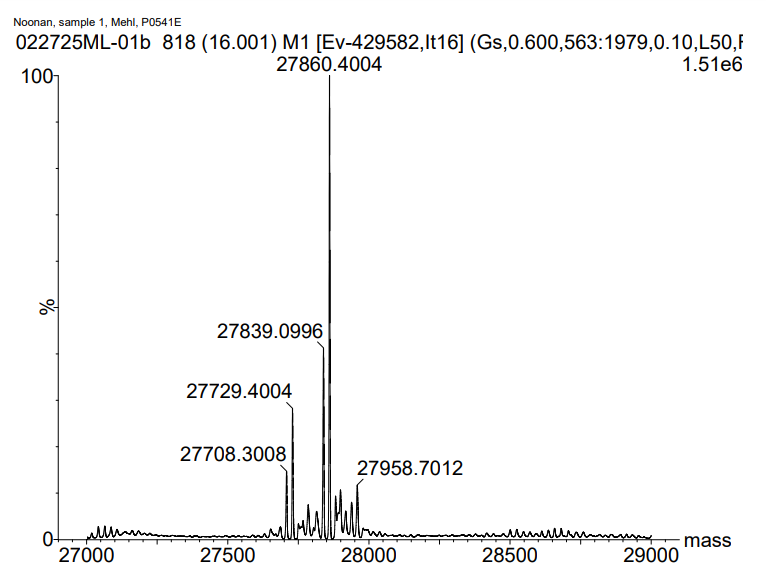 Noonan, sample 1, Mehl, P0541E
022725ML-01b 818 (16.001) M1 [Ev-429582,It16] (Gs,0.600,563:1979,0.10,L50,
27860.4004
1.51e6
100
%
27839.0996
27729.4004
27708.3008
27958.7012
0
27000 27500 28000 28500 29000 mass